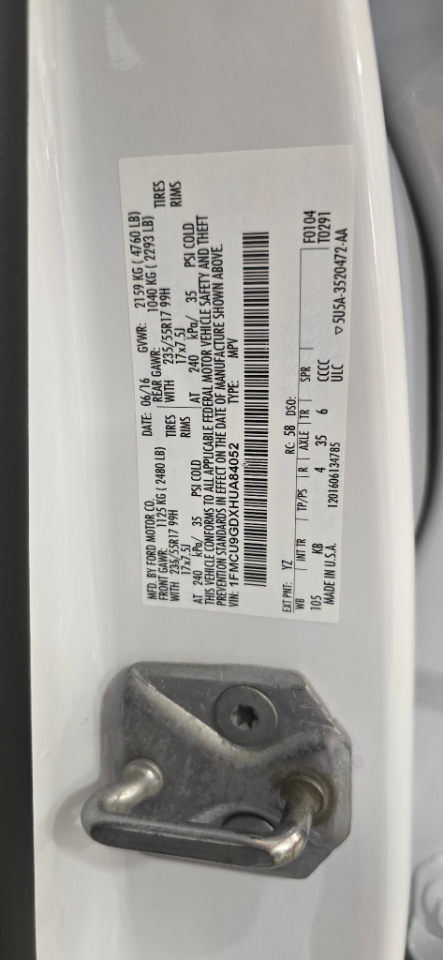 MFD. BY FORD MOTOR CO. DATE: 06/16 GVWR: 2159 KG ( 4760 LB)
FRONT GAWR: 1125 KG ( 2480 LB) REAR GAWR: 1040 KG ( 2293 LB)
WITH 235/55R17 99H TIRES WITH 235/55R17 99H TIRES
17x7.5J RIMS 17x7.5J RIMS
AT 240 kPa/ 35 PSI COLD AT 240 kPa/ 35 PSI COLD
THIS VEHICLE CONFORMS TO ALL APPLICABLE FEDERAL MOTOR VEHICLE SAFETY AND THEFT
PREVENTION STANDARDS IN EFFECT ON THE DATE OF MANUFACTURE SHOWN ABOVE.
VIN: 1FMCU9GDXHUA84052 TYPE: MPV
EXT PNT: YZ RC: 58 DSO: F0104
WB INT TR TP/PS R AXLE TR SPR T0291
105 KB 4 35 6 CCCC
MADE IN U.S.A. 1201606134785 ULC ▽5U5A-3520472-AA